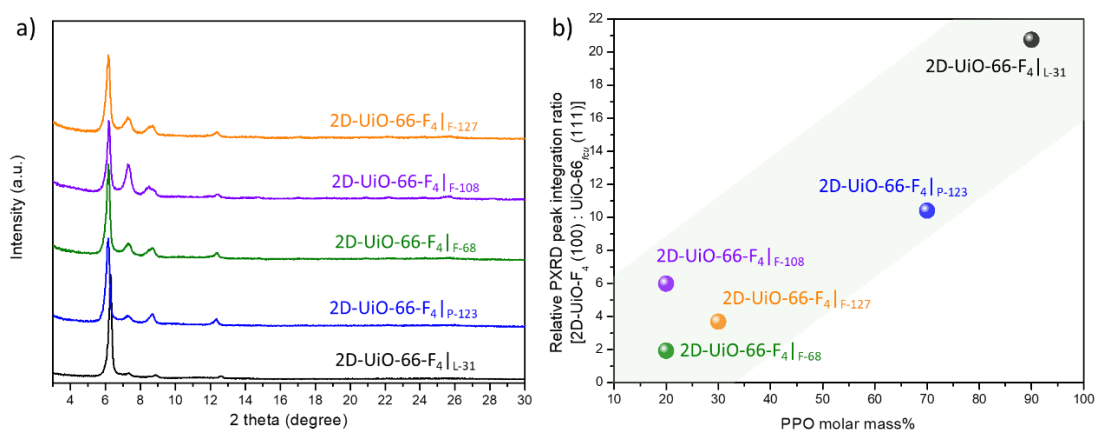 a)
2D-UiO-66-F4|F-127
2D-UiO-66-F4|F-108
2D-UiO-66-F4|F-68
2D-UiO-66-F4|P-123
2D-UiO-66-F4|L-31
Intensity (a.u.)
4 6 8 10 12 14 16 18 20 22 24 26 28 30
2 theta (degree)
b)
22
20
18
16
14
12
10
8
6
4
2
0
Relative PXRD peak integration ratio
[2D-UiO-F4 (100) : UiO-66fcu (111)]
2D-UiO-66-F4|L-31
2D-UiO-66-F4|P-123
2D-UiO-66-F4|F-108
2D-UiO-66-F4|F-127
2D-UiO-66-F4|F-68
10 20 30 40 50 60 70 80 90 100
PPO molar mass%